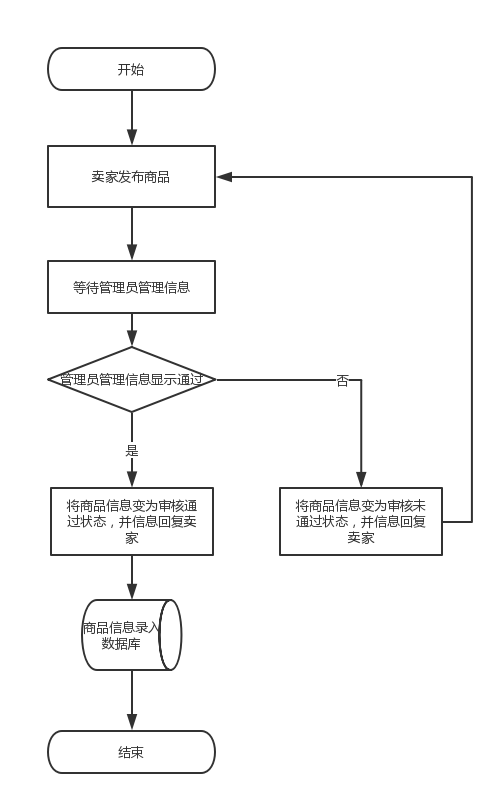 开始
卖家发布商品
等待管理员管理信息
管理员管理信息显示通过
否
是
将商品信息变为审核通
过状态，并信息回复卖
家
将商品信息变为审核未
通过状态，并信息回复
卖家
商品信息录入
数据库
结束